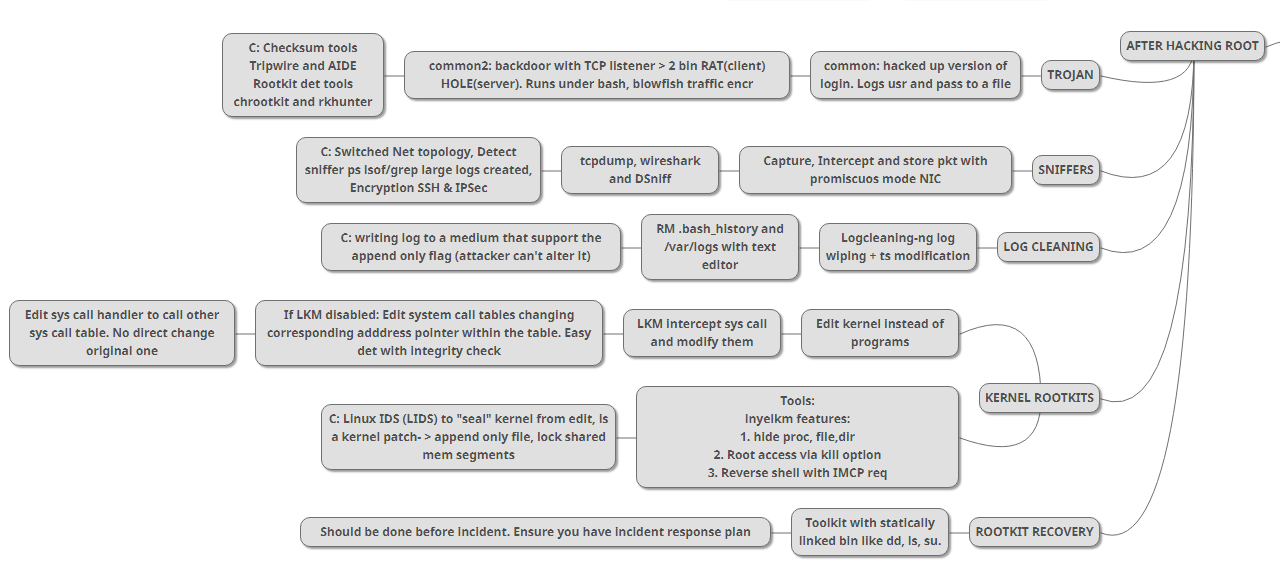 AFTER HACKING ROOT
TROJAN
common: hacked up version of
login. Logs usr and pass to a file
common2: backdoor with TCP listener > 2 bin RAT(client)
HOLE(server). Runs under bash, blowfish traffic encr
C: Checksum tools
Tripwire and AIDE
Rootkit det tools
chrootkit and rkhunter
SNIFFERS
Capture, Intercept and store pkt with
promiscuos mode NIC
tcpdump, wireshark
and DSniff
C: Switched Net topology, Detect
sniffer ps lsof/grep large logs created,
Encryption SSH & IPSec
LOG CLEANING
Logcleaning-ng log
wiping + ts modification
RM .bash_history and
/var/logs with text
editor
C: writing log to a medium that support the
append only flag (attacker can't alter it)
KERNEL ROOTKITS
Edit kernel instead of
programs
LKM intercept sys call
and modify them
If LKM disabled: Edit system call tables changing
corresponding adddress pointer within the table. Easy
det with integrity check
Edit sys call handler to call other
sys call table. No direct change
original one
Tools:
inyelkm features:
1. hide proc, file,dir
2. Root access via kill option
3. Reverse shell with IMCP req
C: Linux IDS (LIDS) to "seal" kernel from edit, is
a kernel patch- > append only file, lock shared
mem segments
ROOTKIT RECOVERY
Toolkit with statically
linked bin like dd, ls, su.
Should be done before incident. Ensure you have incident response plan